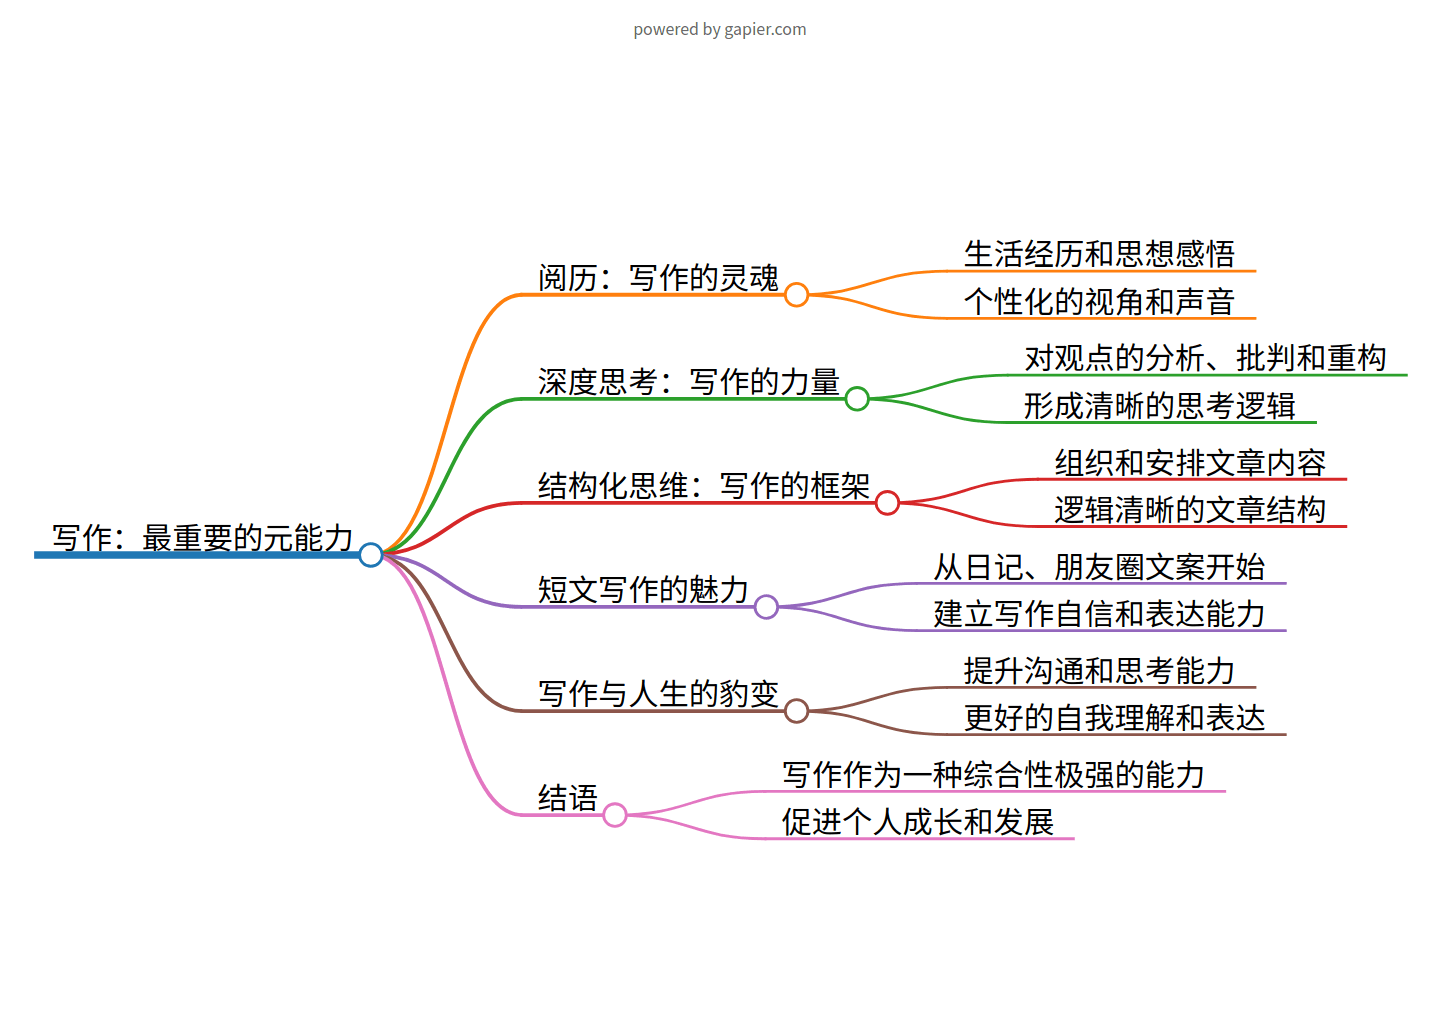 powered by gapier.com
写作：最重要的元能力
阅历：写作的灵魂
生活经历和思想感悟
个性化的视角和声音
深度思考：写作的力量
对观点的分析、批判和重构
形成清晰的思考逻辑
结构化思维：写作的框架
组织和安排文章内容
逻辑清晰的文章结构
短文写作的魅力
从日记、朋友圈文案开始
建立写作自信和表达能力
写作与人生的豹变
提升沟通和思考能力
更好的自我理解和表达
结语
写作作为一种综合性极强的能力
促进个人成长和发展